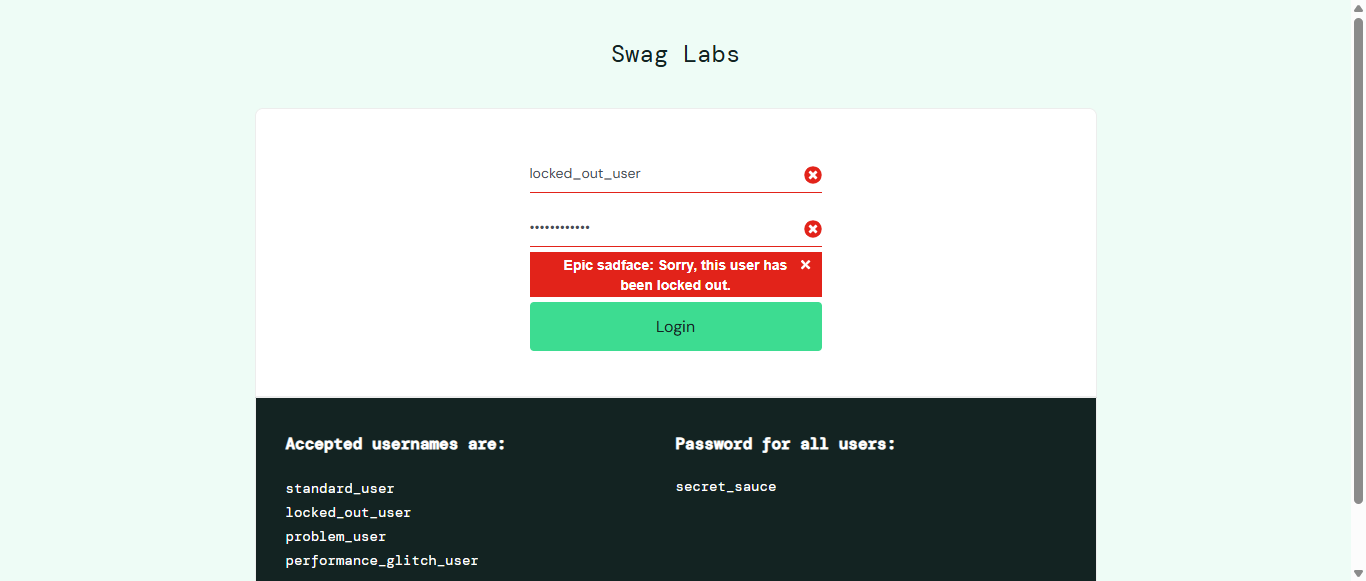 Swag Labs
locked_out_user
••••••••••••
Epic sadface: Sorry, this user has
been locked out.
Login
Accepted usernames are:
standard_user
locked_out_user
problem_user
performance_glitch_user
Password for all users:
secret_sauce